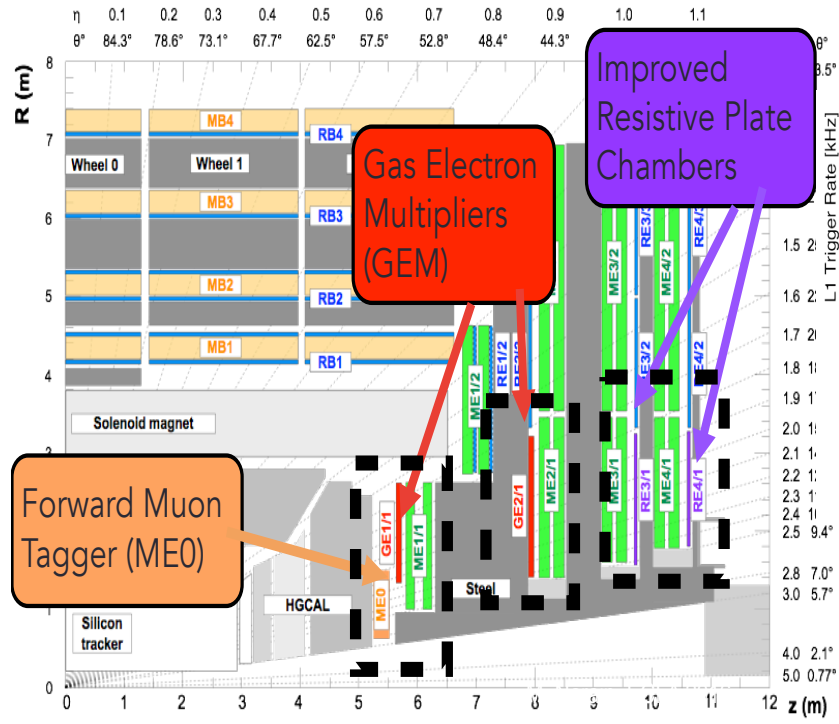 η 0.1 0.2 0.3 0.4 0.5 0.6 0.7 0.8 0.9 1.0 1.1
θ° 84.3° 78.6° 73.1° 67.7° 62.5° 57.5° 52.8° 48.4° 44.3° θ°
R (m)
8
7
6
5
4
1
0
MB4
RB4
Wheel 0
Wheel 1
MB3
RB3
MB2
RB2
MB1
RB1
Gas Electron
Multipliers
(GEM)
Improved
Resistive Plate
Chambers
Forward Muon
Tagger (ME0)
Solenoid magnet
Silicon
tracker
HGCAL
Steel
ME0
GE1/1
ME1/1
ME1/2
RE1/2
GE2/1
ME2/1
ME3/2
RE3/3
ME4/2
RE4/3
RE3/2
RE4/2
ME3/1
RE3/1
ME4/1
RE4/1
L1 Trigger Rate [kHz]
1.5
1.6
1.7
1.8
1.9
2.0
2.1
2.2
2.3
2.4
2.5 9.4°
2.8 7.0°
3.0 5.7°
4.0 2.1°
5.0 0.77°
0 1 2 3 4 5 6 7 8 9 10 11 12 z (m)